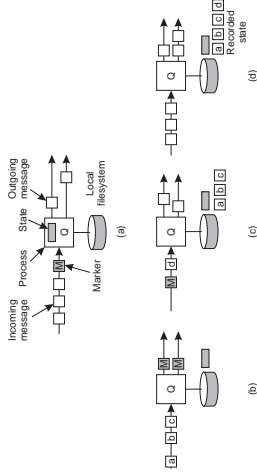 Incoming
message
Process
State
Outgoing
message
M
Q
Marker
Local
filesystem
(a)
a
b
c
Q
M
M
(b)
M
d
Q
a
b
c
(c)
Q
a
b
c
d
Recorded
state
(d)